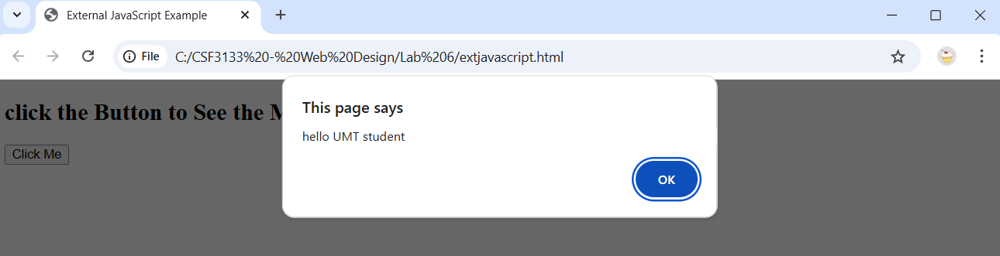 External JavaScript Example
File
C:/CSF3133%20-%20Web%20Design/Lab%206/extjavascript.html
click the Button to See the
Click Me
This page says
hello UMT student
OK